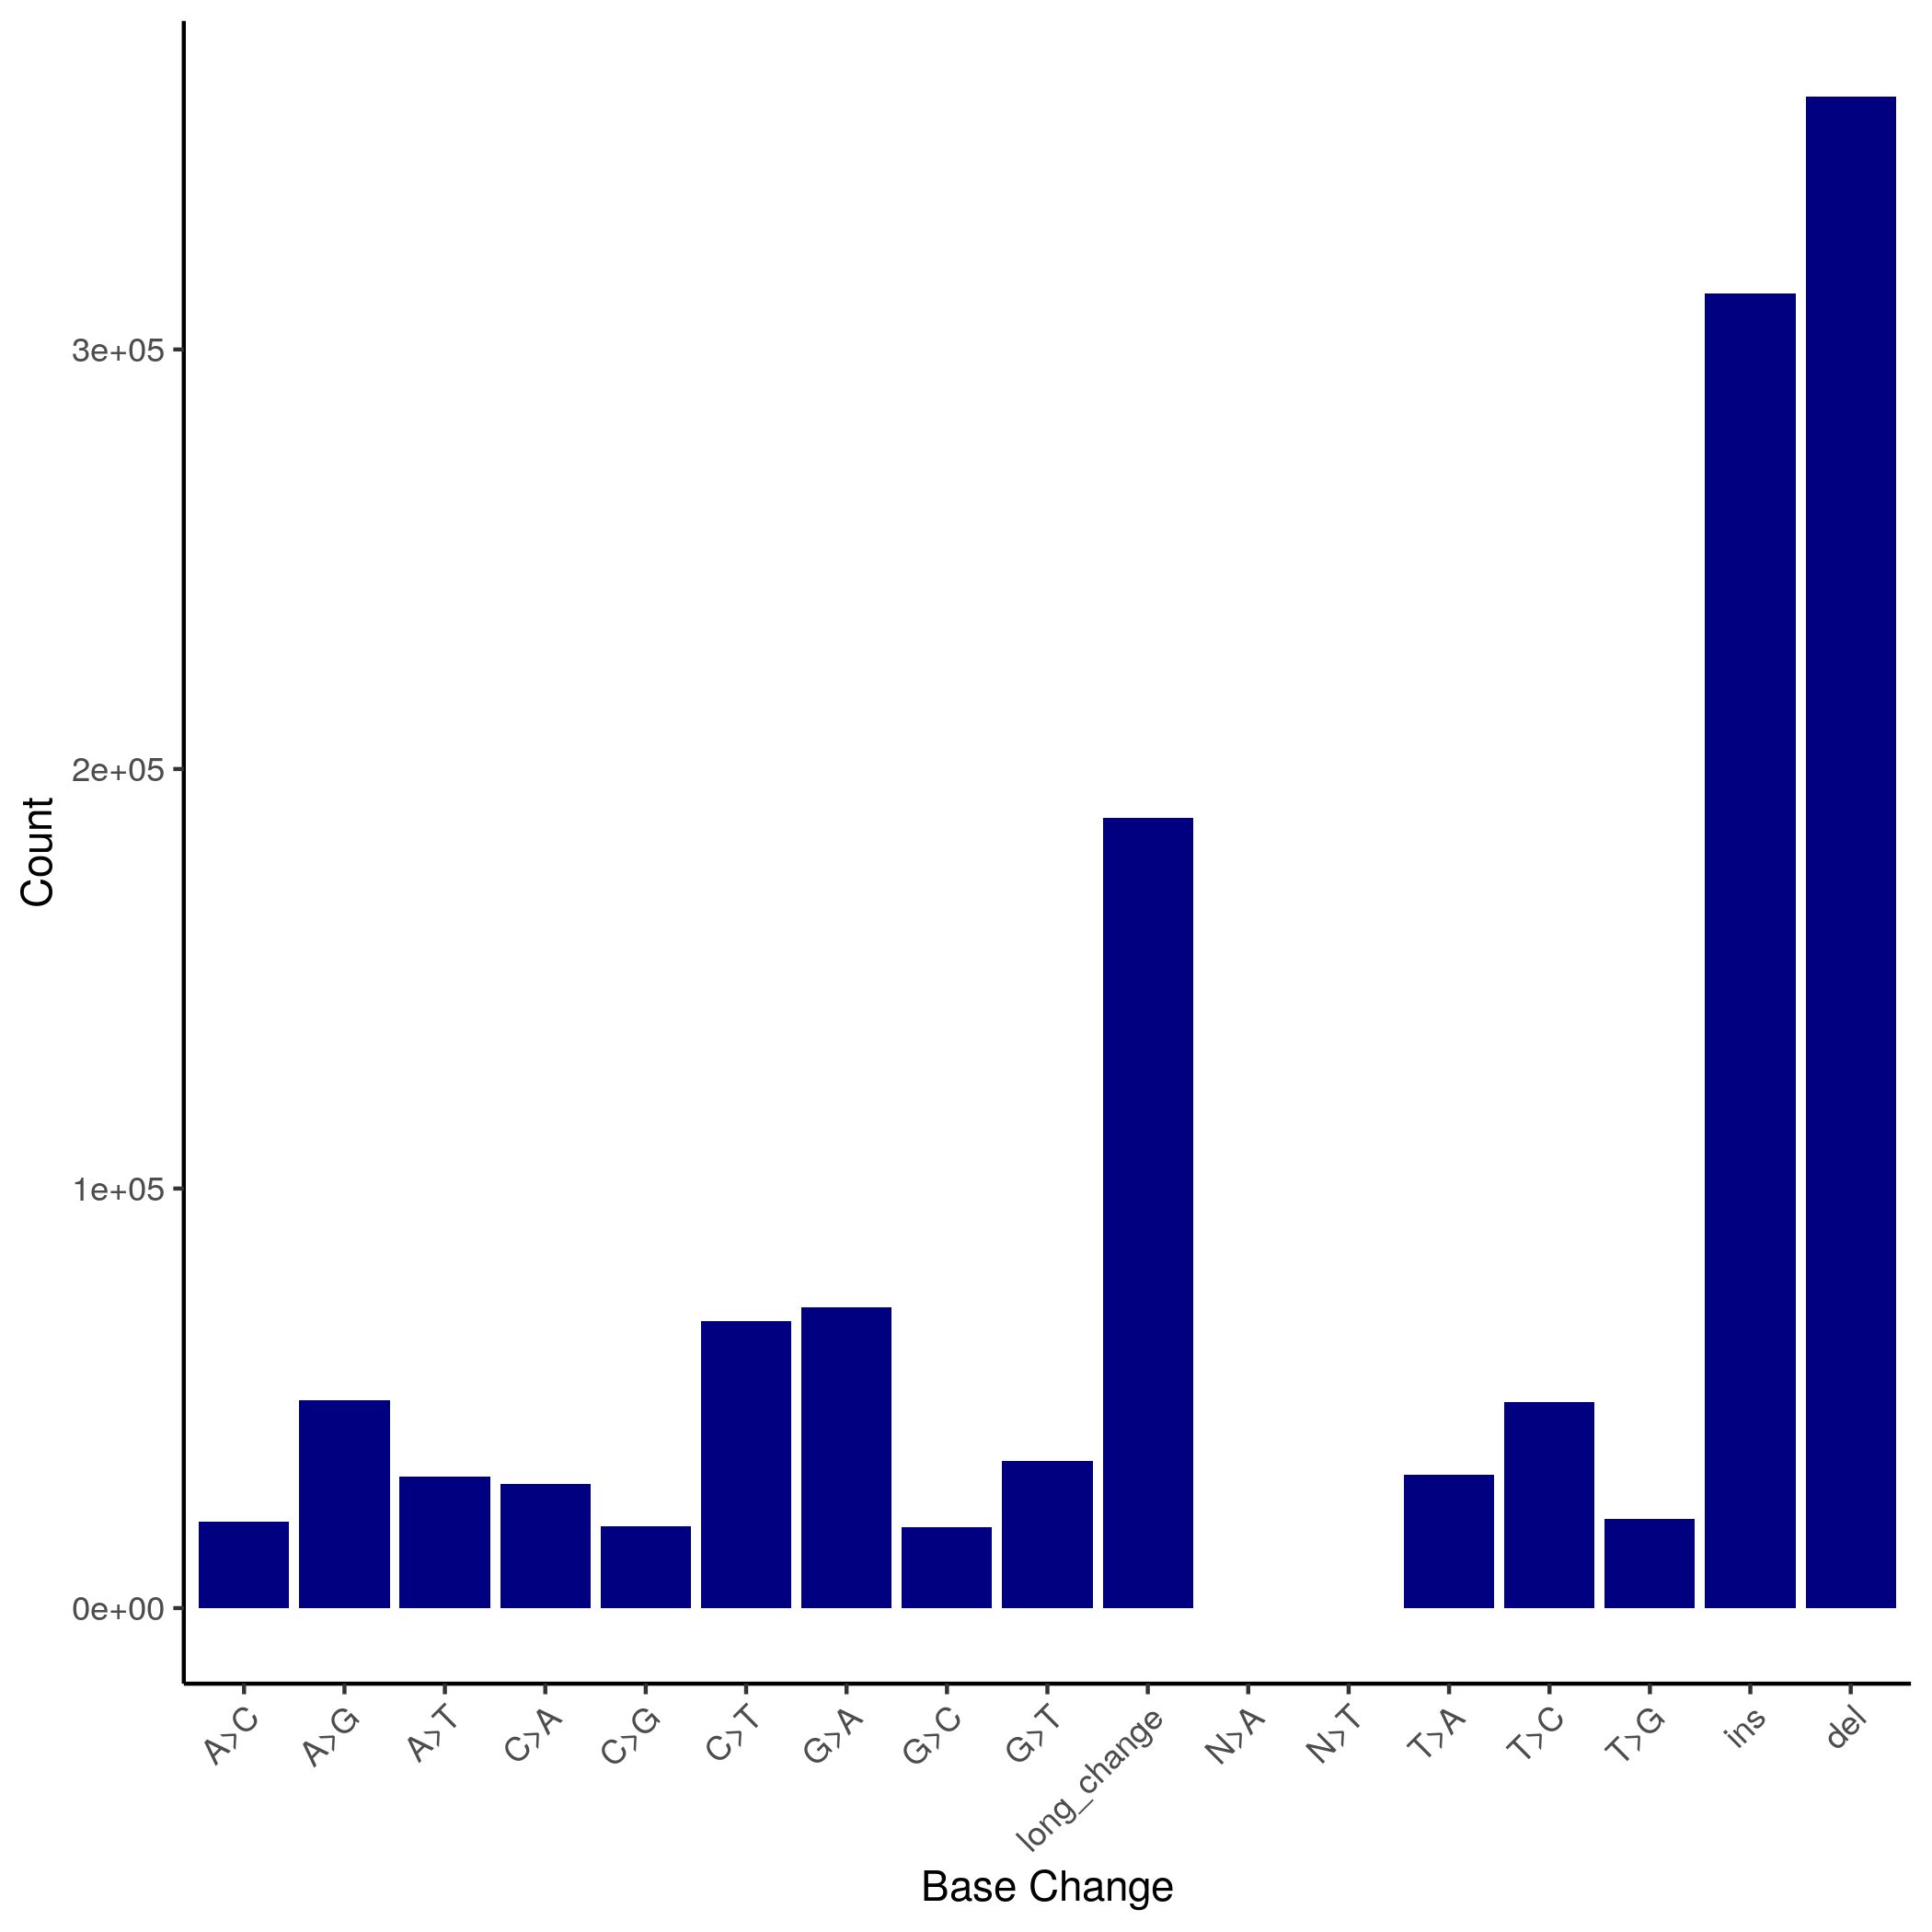 Count
3e+05
2e+05
1e+05
0e+00
A>C
A>G
A>T
C>A
C>G
C>T
G>A
G>C
G>T
long_change
N>A
N>T
T>A
T>C
T>G
ins
del
Base Change